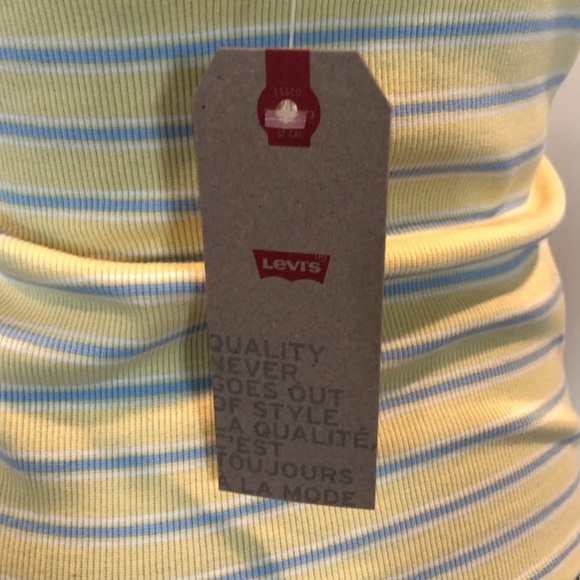 Levi's
QUALITY
NEVER
GOES OUT
OF STYLE
LA QUALITÉ,
C'EST
TOUJOURS
À LA MODE